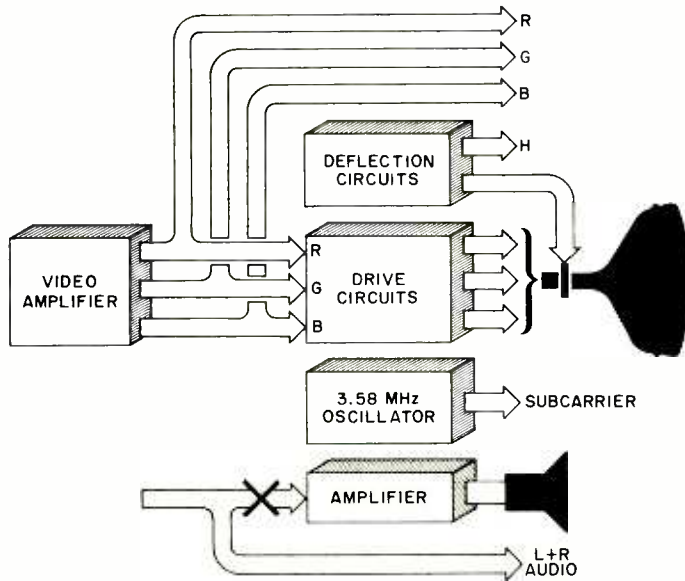 R
G
B
DEFLECTION
CIRCUITS
H
VIDEO
AMPLIFIER
R
G
B
DRIVE
CIRCUITS
3.58 MHz
OSCILLATOR
SUBCARRIER
AMPLIFIER
L+R
AUDIO